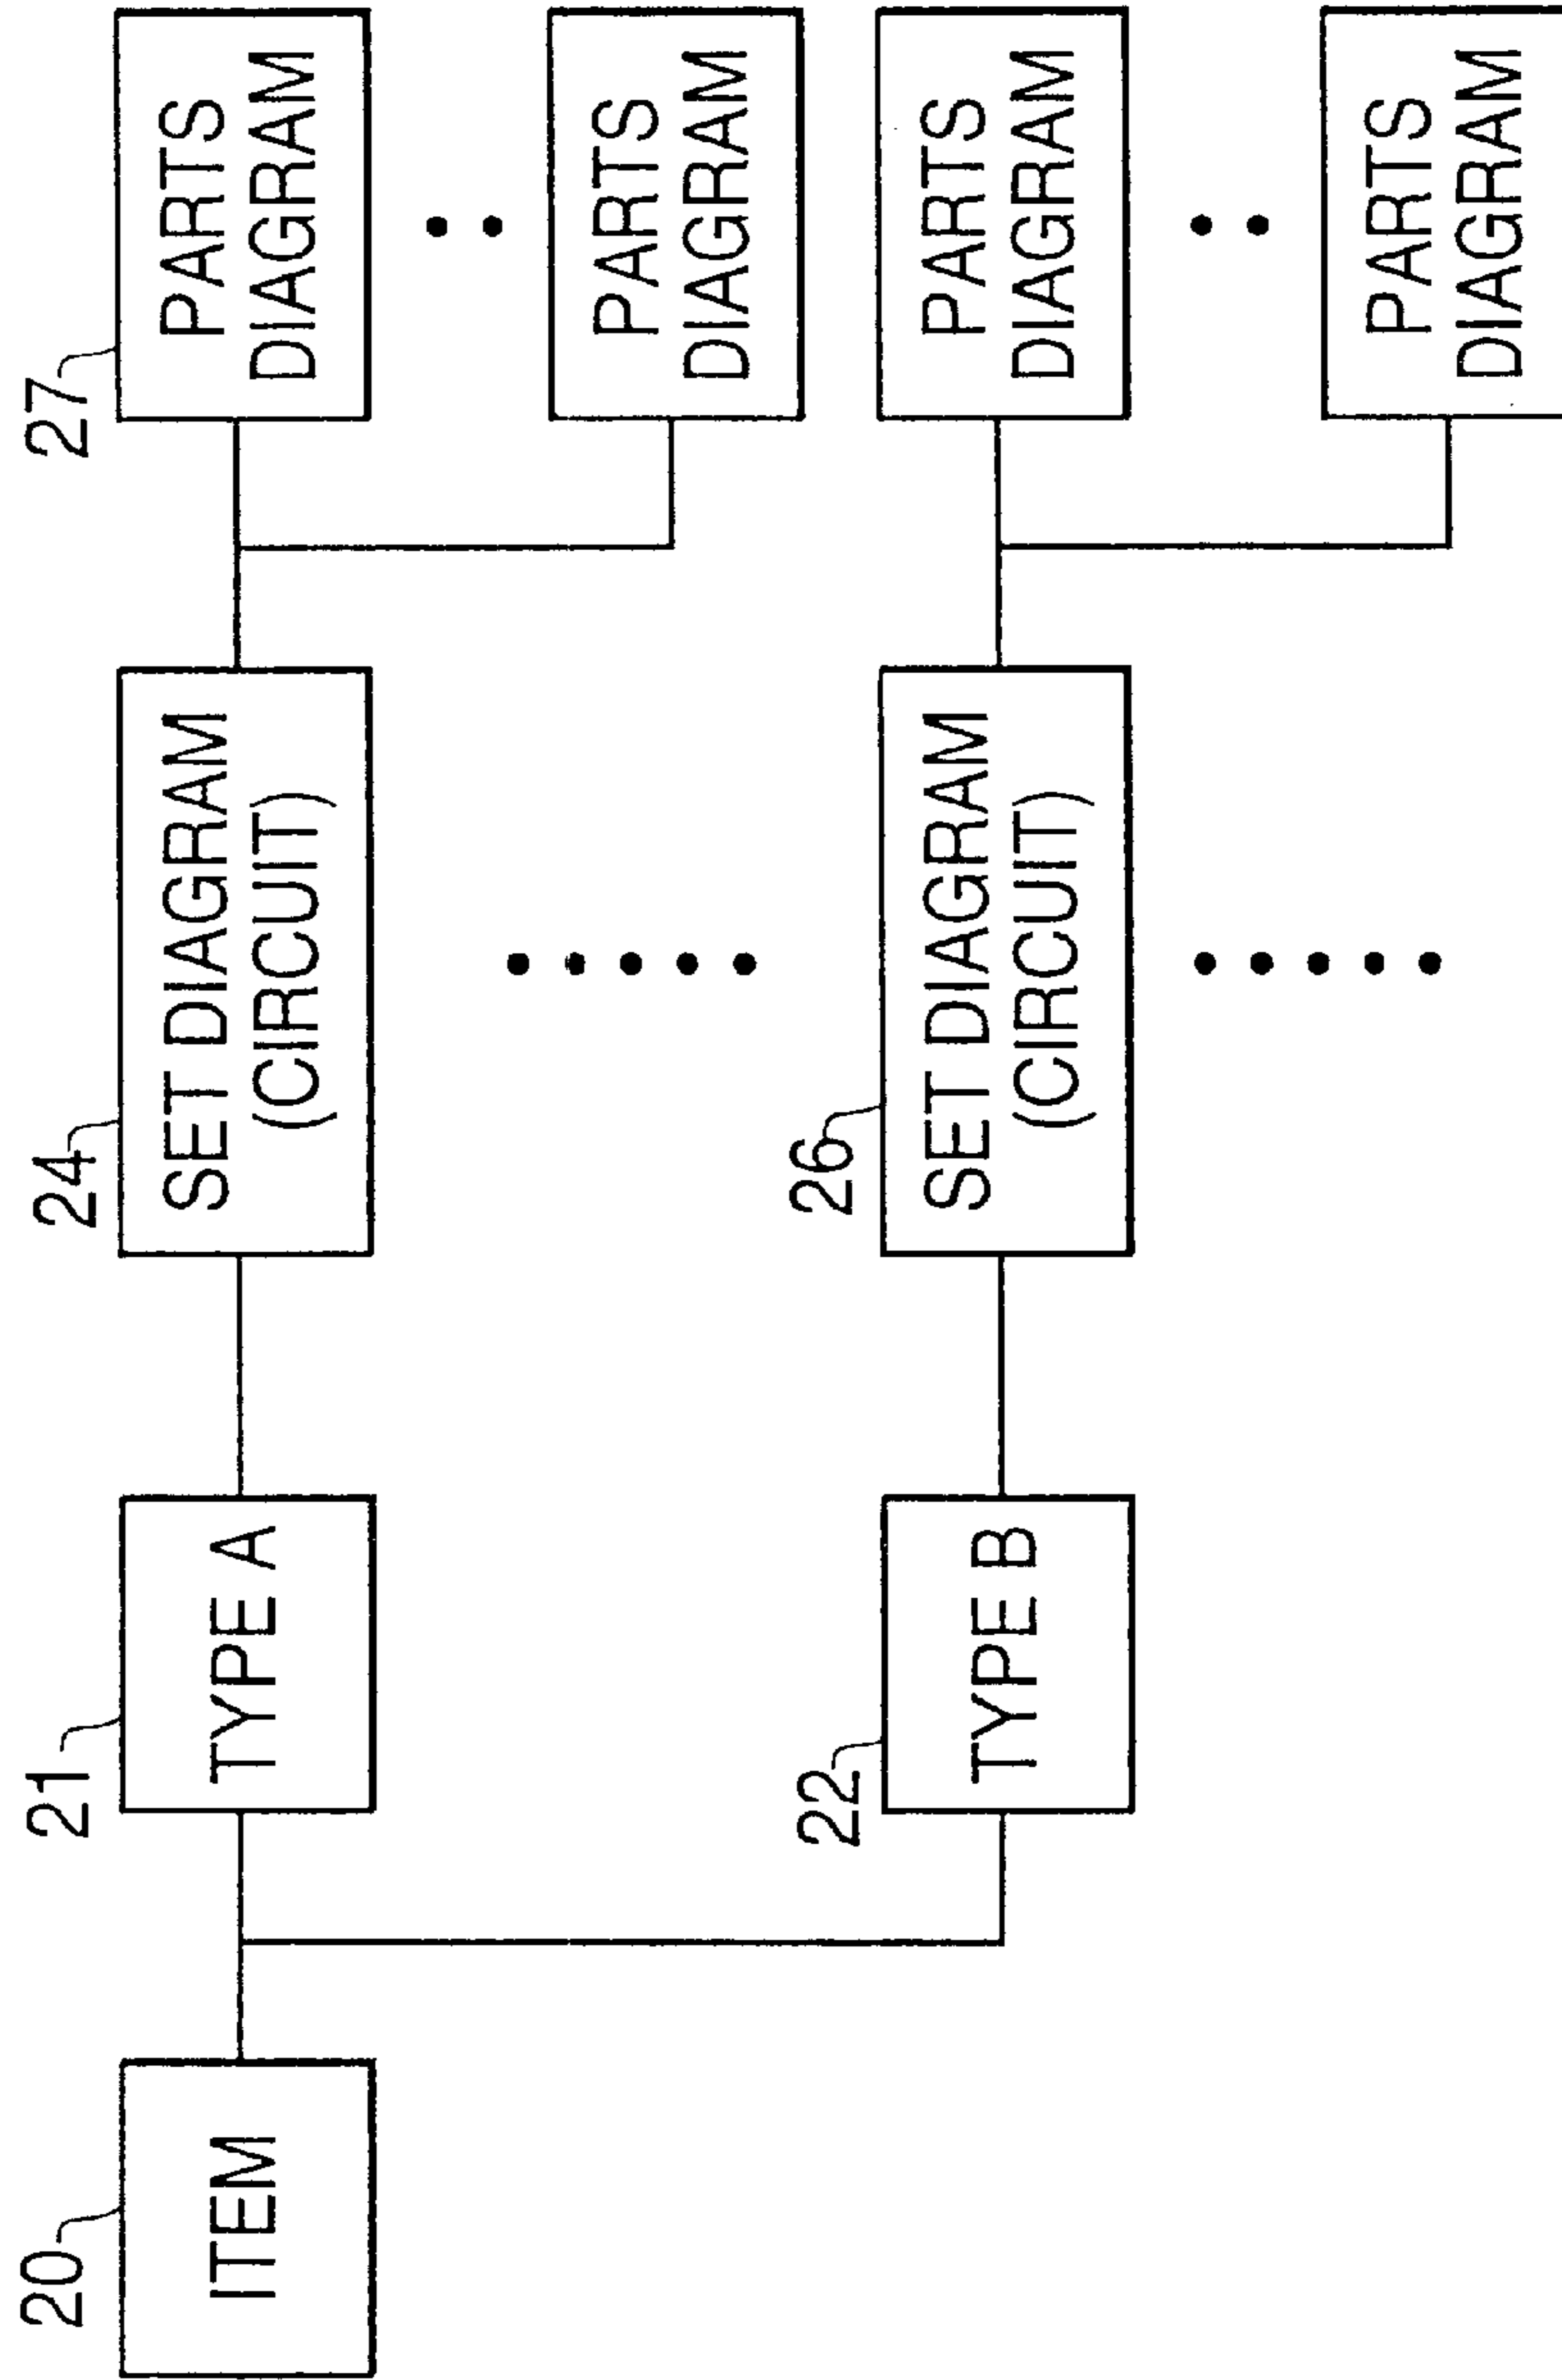 20
ITEM
21
TYPE A
24
SET DIAGRAM
(CIRCUIT)
27
PARTS
DIAGRAM
PARTS
DIAGRAM
22
TYPE B
26
SET DIAGRAM
(CIRCUIT)
PARTS
DIAGRAM
PARTS
DIAGRAM